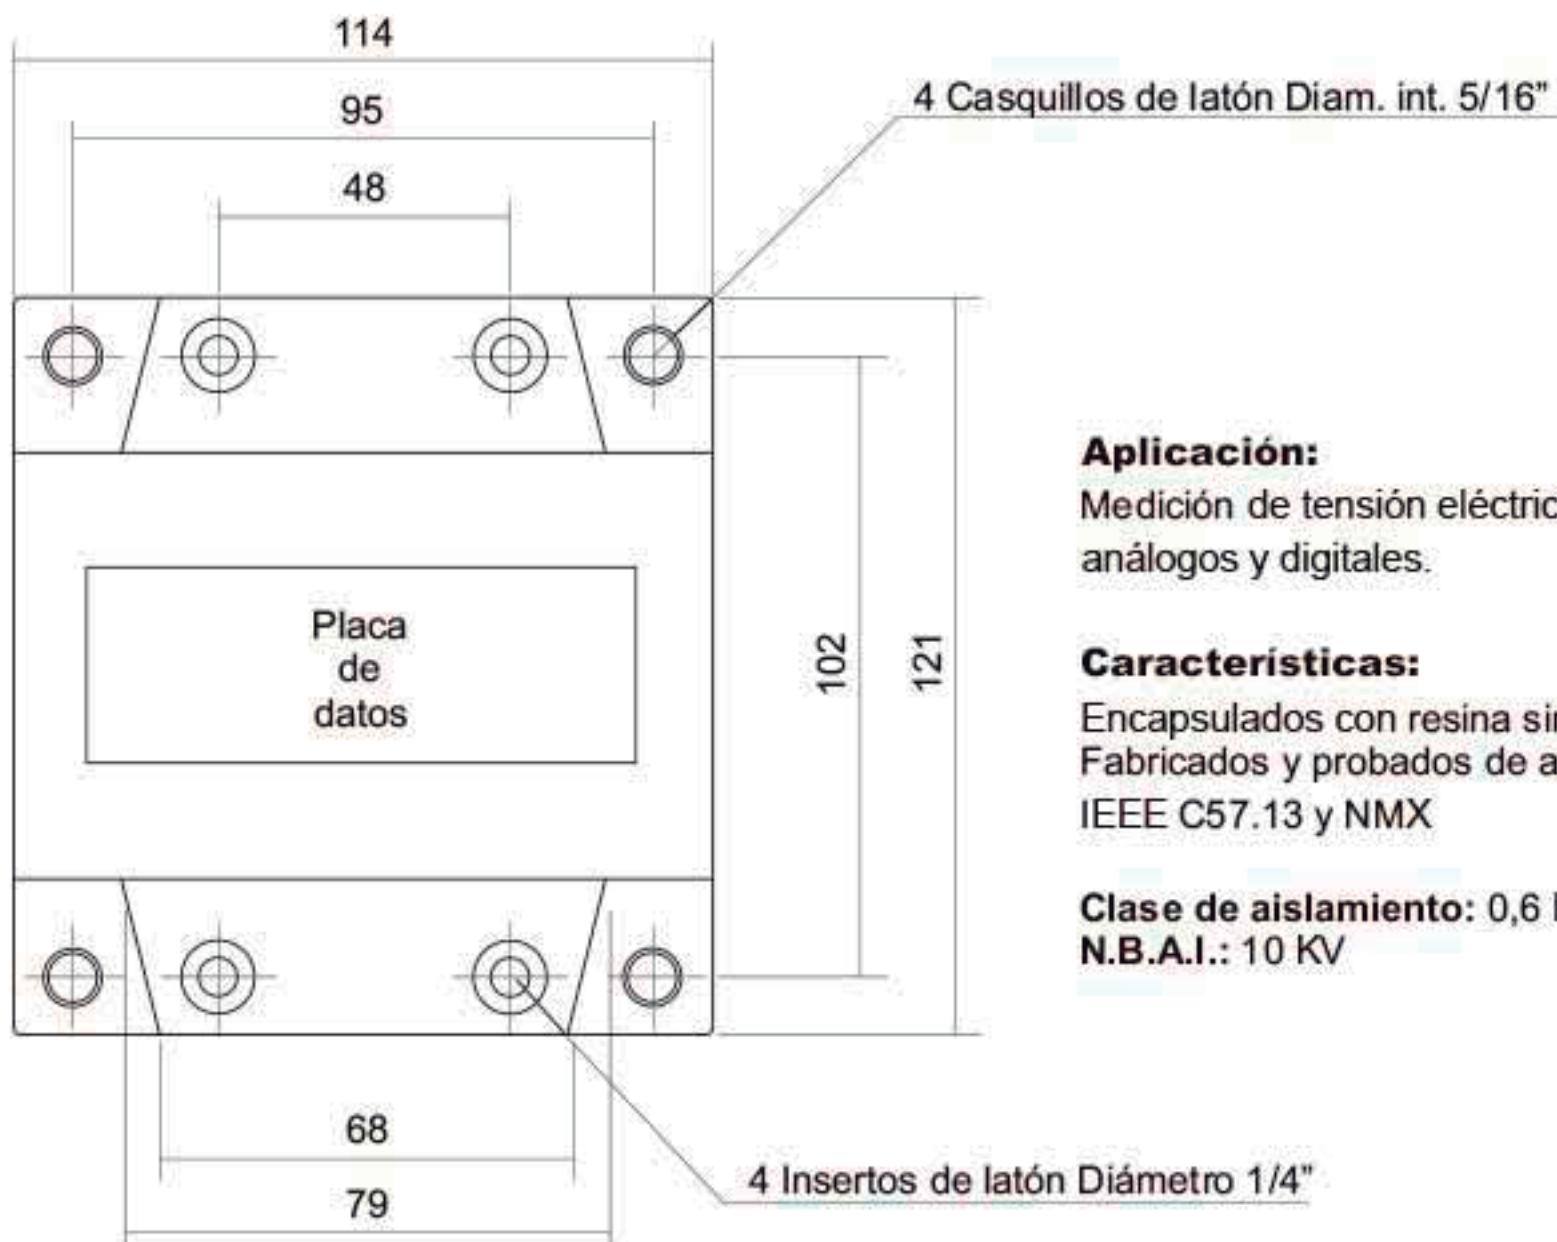 114
95
48
4 Casquillos de latón Diam. int. 5/16”
Placa
de
datos
102
121
Aplicación:
Medición de tensión
análogos y digitales.
Características:
Encapsulados con resina
Fabricados y probados de
IEEE C57.13 y NMX
Clase de aislamiento: 0,6
N.B.A.I.: 10 KV
68
79
4 Insertos de latón Diámetro 1/4”